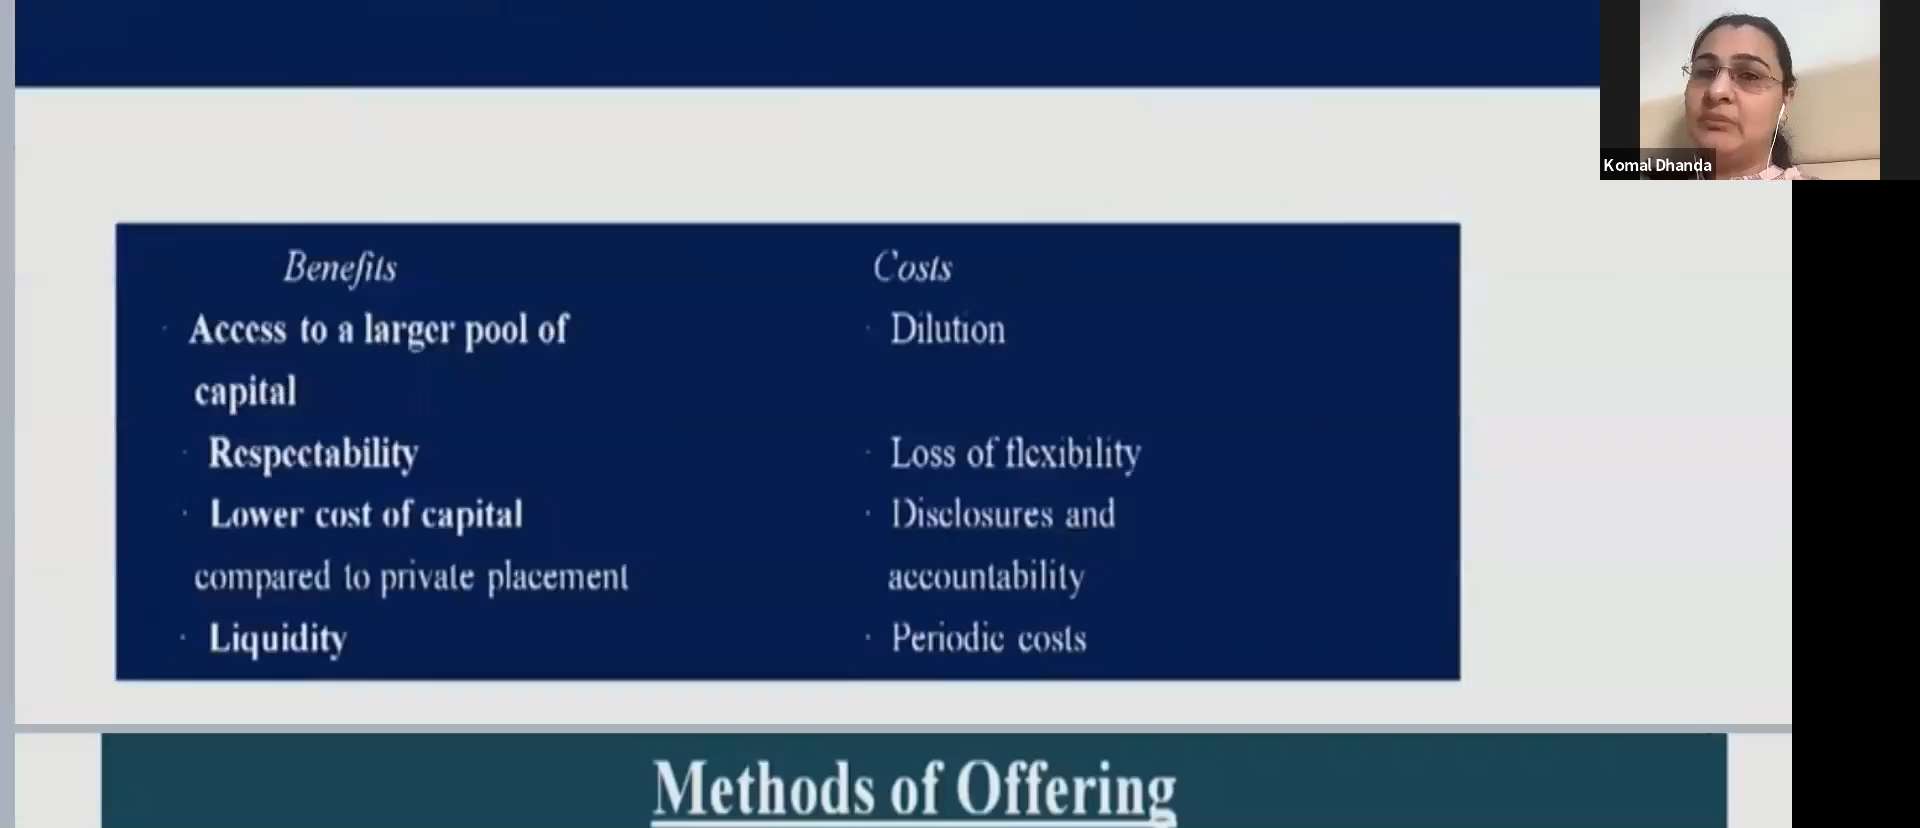 Komal Dhanda
Benefits
Costs
· Access to a larger pool of
· Dilution
capital
· Respectability
· Loss of flexibility
· Lower cost of capital
· Disclosures and
compared to private placement
accountability
· Liquidity
· Periodic costs
Methods of Offering